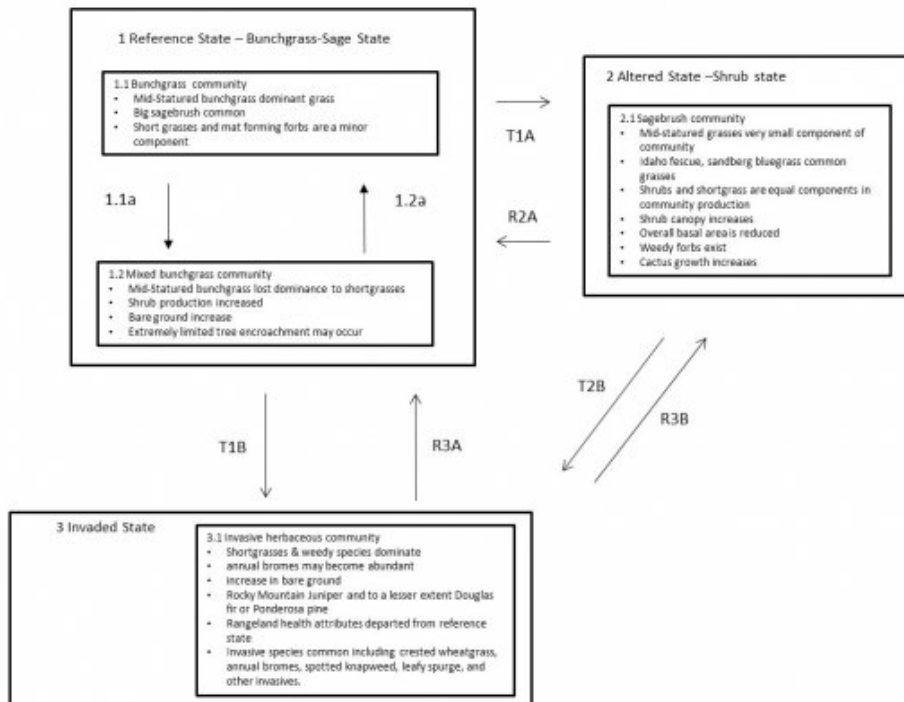 1 Reference State – Bunchgrass-Sage State
1.1 Bunchgrass community
• Mid-Statured bunchgrass dominant grass
• Big sagebrush common
• Short grasses and mat forming forbs are a minor
component
1.1a
1.2a
1.2 Mixed bunchgrass community
• Mid-Statured bunchgrass lost dominance to shortgrasses
• Shrub production increased
• Bare ground increase
• Extremely limited tree encroachment may occur
T1A
R2A
2 Altered State –Shrub state
2.1 Sagebrush community
• Mid-statured grasses very small component of
community
• Idaho fescue, sandberg bluegrass common
grasses
• Shrubs and shortgrass are equal components in
community production
• Shrub canopy increases
• Overall basal area is reduced
• Weedy forbs exist
• Cactus growth increases
T1B
R3A
T2B
R3B
3 Invaded State
3.1 Invasive herbaceous community
• Shortgrasses & weedy species dominate
• annual bromes may become abundant
• increase in bare ground
• Rocky Mountain Juniper and to a lesser extent Douglas
fir or Ponderosa pine
• Rangeland health attributes departed from reference
state
• Invasive species common including crested wheatgrass,
annual bromes, spotted knapweed, leafy spurge, and
other invasives.